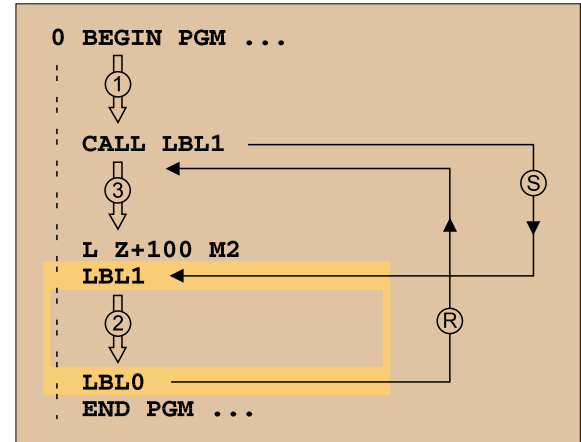 0 BEGIN PGM ...
1
CALL LBL1
S
3
L Z+100 M2
LBL1
2
R
LBL0
END PGM ...